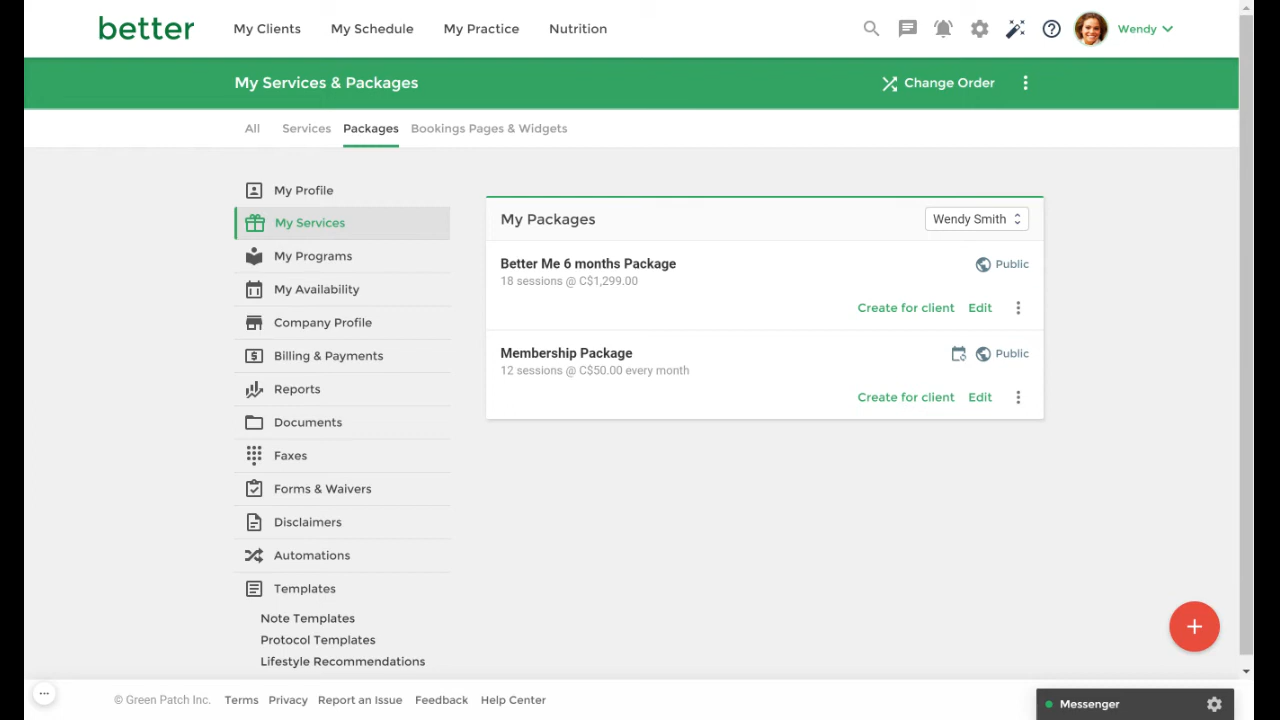 better
My Clients
My Schedule
My Practice
Nutrition
Wendy
My Services & Packages
Change Order
All
Services
Packages
Bookings Pages & Widgets
My Profile
My Services
My Programs
My Availability
Company Profile
Billing & Payments
Reports
Documents
Faxes
Forms & Waivers
Disclaimers
Automations
Templates
Note Templates
Protocol Templates
Lifestyle Recommendations
My Packages
Wendy Smith
Better Me 6 months Package
Public
18 sessions @ C$1,299.00
Create for client
Edit
Membership Package
Public
12 sessions @ C$50.00 every month
Create for client
Edit
© Green Patch Inc.
Terms
Privacy
Report an Issue
Feedback
Help Center
Messenger